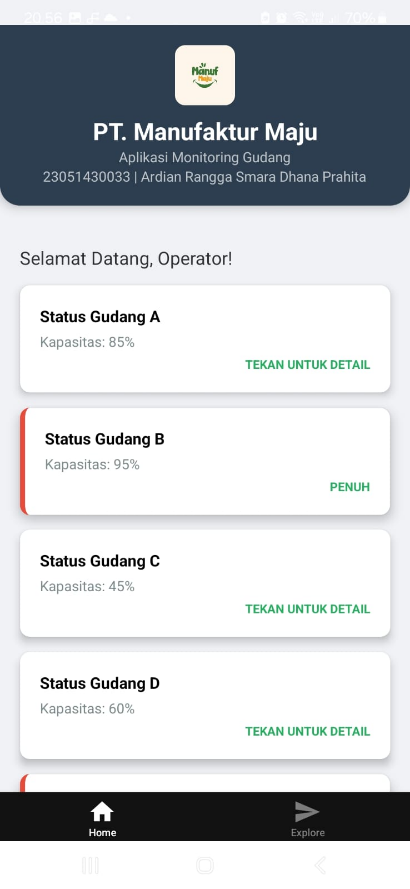 20.56
70%
Manuf
Maju
PT. Manufaktur Maju
Aplikasi Monitoring Gudang
23051430033 | Ardian Rangga Smara Dhana Prahita
Selamat Datang, Operator!
Status Gudang A
Kapasitas: 85%
TEKAN UNTUK DETAIL
Status Gudang B
Kapasitas: 95%
PENUH
Status Gudang C
Kapasitas: 45%
TEKAN UNTUK DETAIL
Status Gudang D
Kapasitas: 60%
TEKAN UNTUK DETAIL
Home
Explore